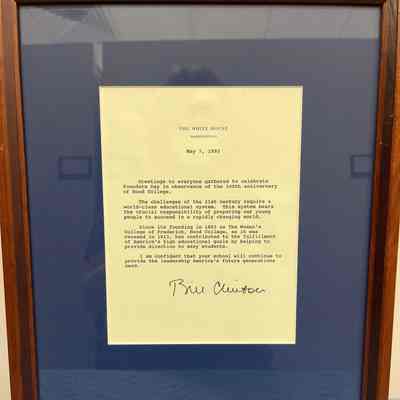 THE WHITE HOUSE
WASHINGTON
May 7, 1993
Greetings to everyone gathered to celebrate
Founders Day in observance of the 100th anniversary
of Hood College.
The challenges of the 21st century require a
world-class educational system. This system bears
the crucial responsibility of preparing our young
people to succeed in a rapidly changing world.
Since its founding in 1893 as The Woman's
College of Frederick, Hood College, as it was
renamed in 1913, has contributed to the fulfillment
of America's high educational goals by helping to
provide direction to many students.
I am confident that your school will continue to
provide the leadership America's future generations
need.
Bill Clinton